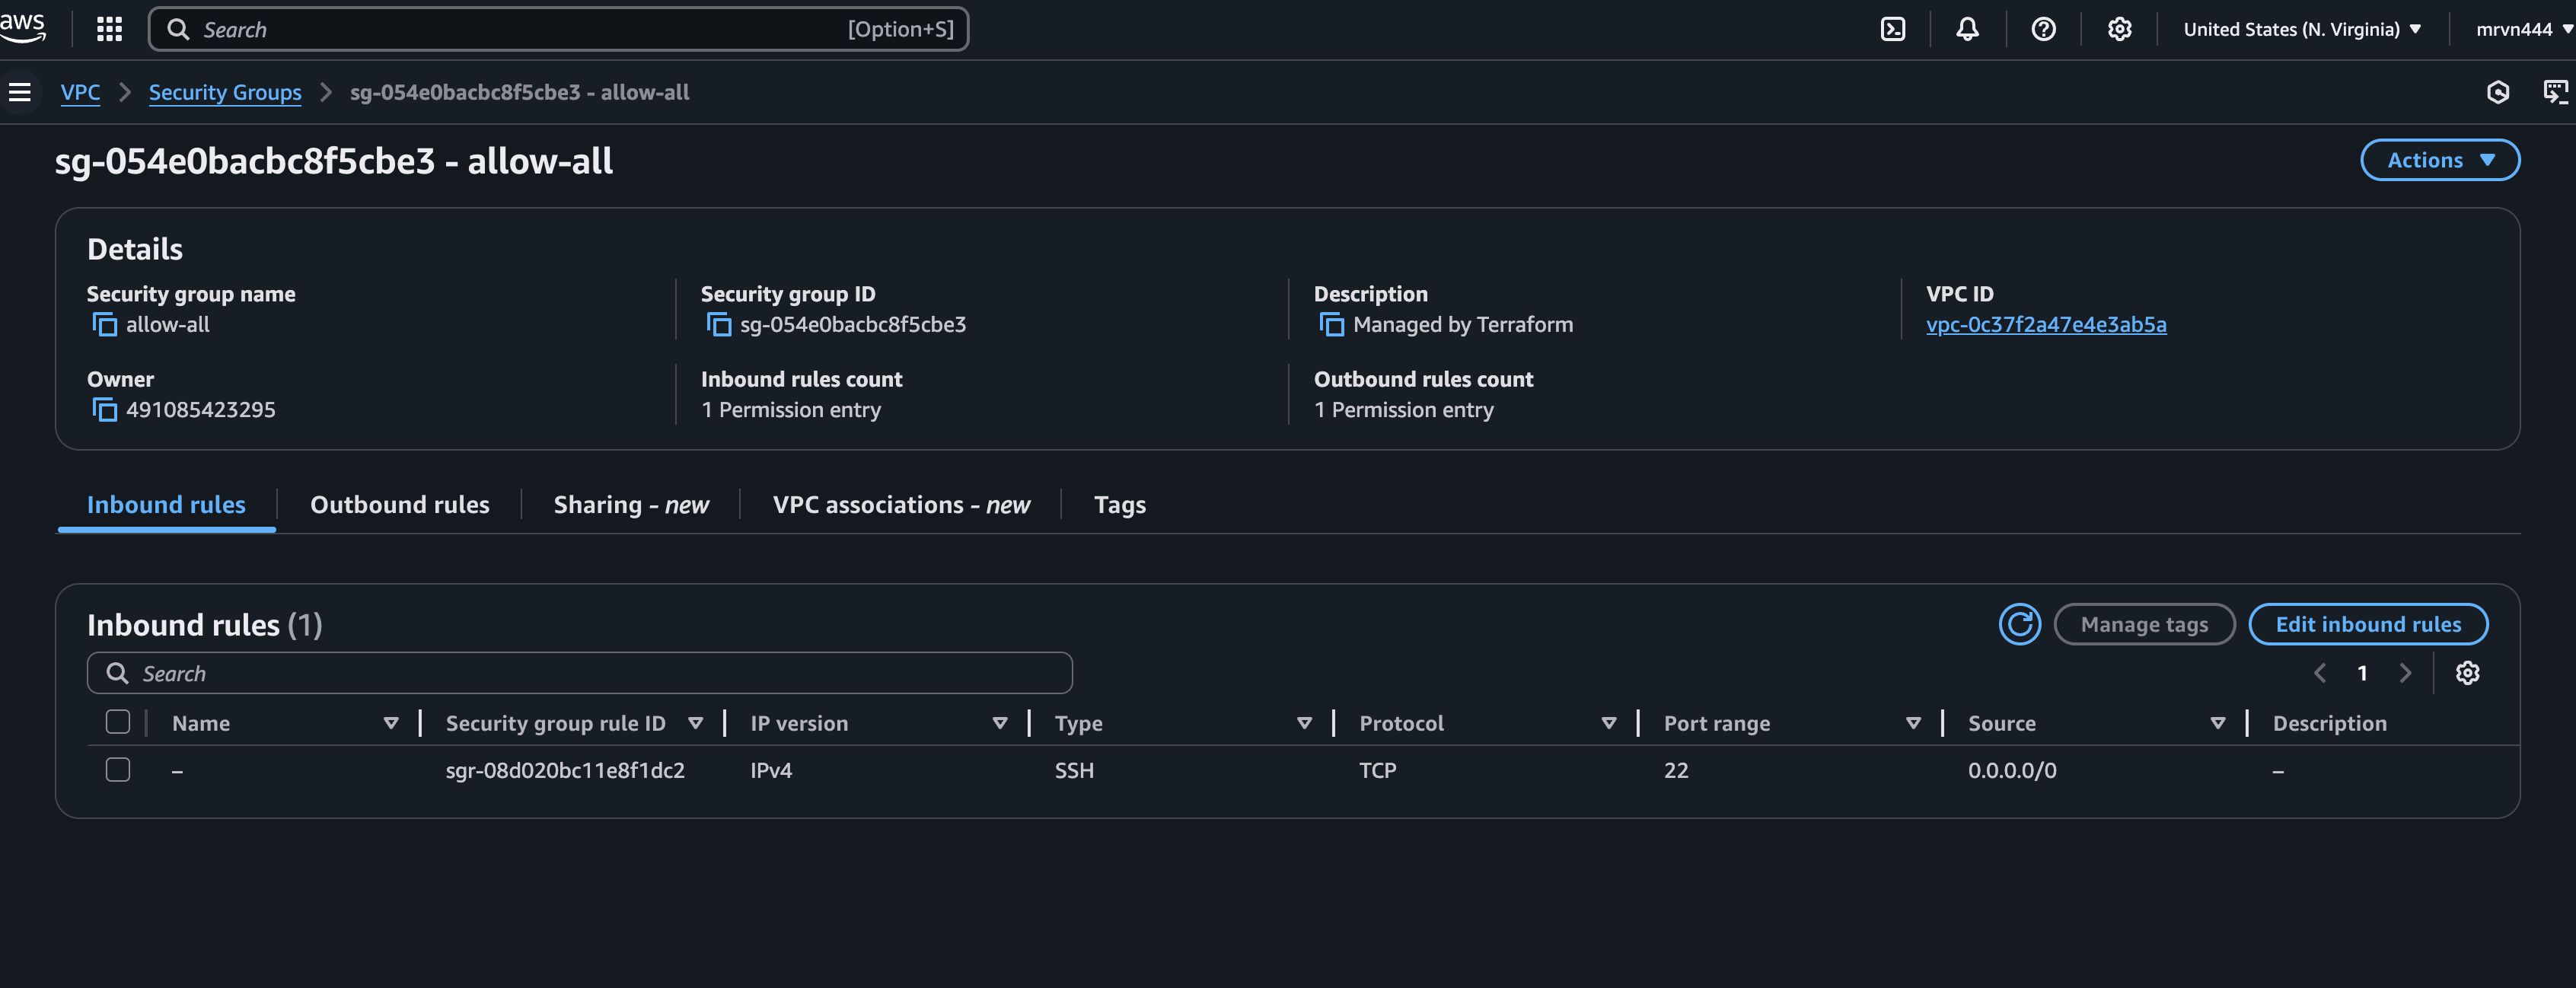 aws Search [Option+S] United States (N. Virginia) mrvn444
VPC Security Groups sg-054e0bacbc8f5cbe3 - allow-all
sg-054e0bacbc8f5cbe3 - allow-all Actions
Details
Security group name Security group ID Description VPC ID
allow-all sg-054e0bacbc8f5cbe3 Managed by Terraform vpc-0c37f2a47e4e3ab5a
Owner Inbound rules count Outbound rules count
491085423295 1 Permission entry 1 Permission entry
Inbound rules Outbound rules Sharing - new VPC associations - new Tags
Inbound rules (1) Manage tags Edit inbound rules
Search 1
Name Security group rule ID IP version Type Protocol Port range Source Description
– sgr-08d020bc11e8f1dc2 IPv4 SSH TCP 22 0.0.0.0/0 –